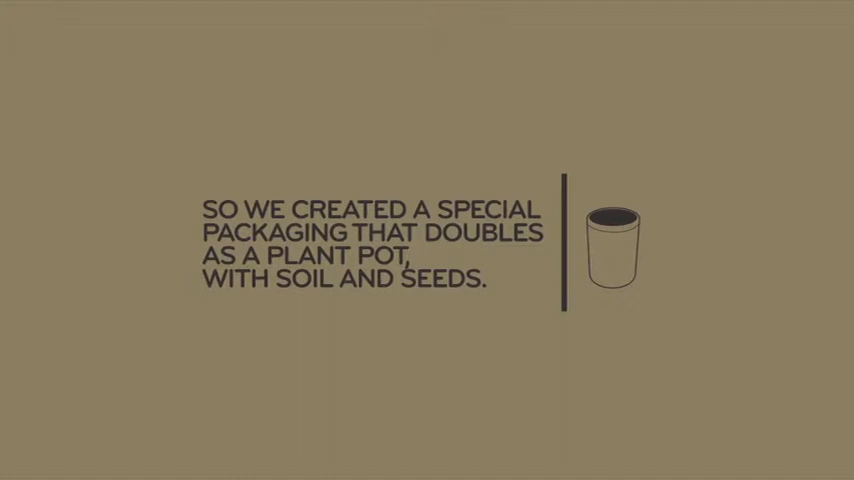 SO WE CREATED A SPECIAL
PACKAGING THAT DOUBLES
AS A PLANT POT,
WITH SOIL AND SEEDS.